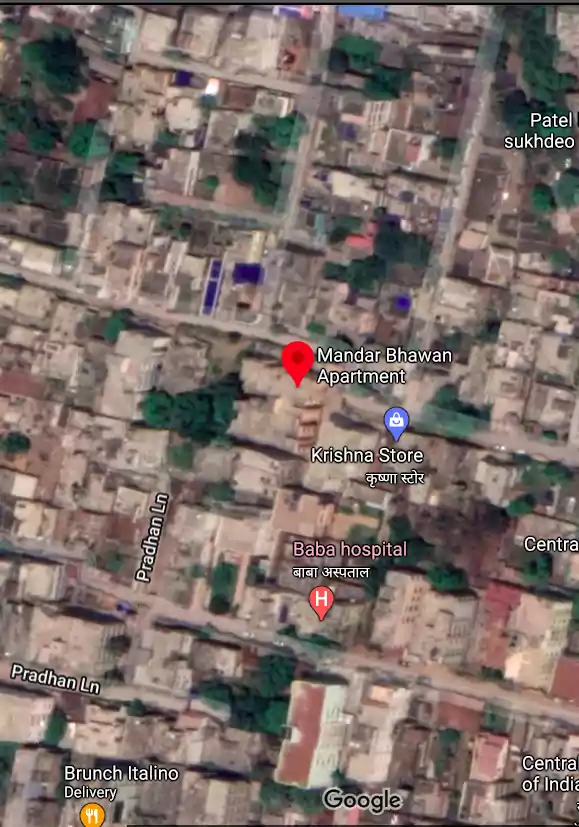 Patel
sukhdeo
Mandar Bhawan
Apartment
Krishna Store
कृष्णा स्टोर
Pradhan Ln
Centra
Baba hospital
बाबा अस्पताल
H
Pradhan Ln
Central
of India
Brunch Italino
Delivery
Google